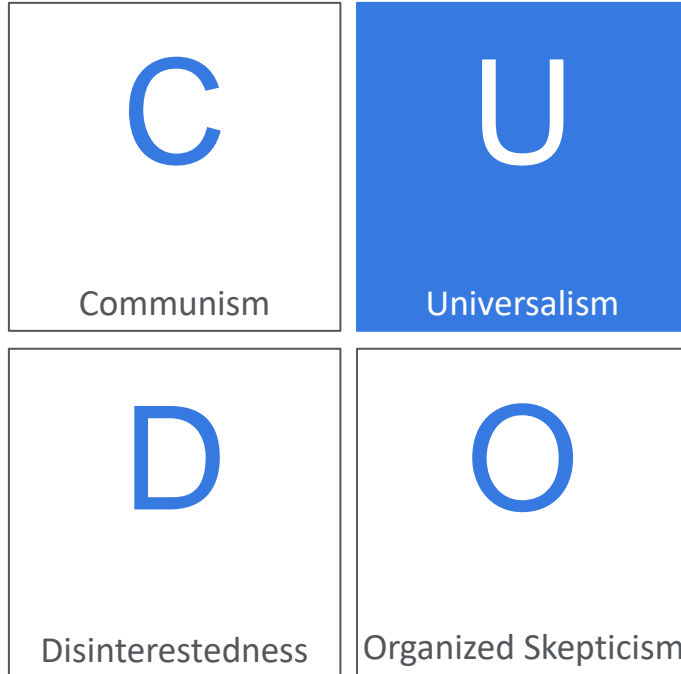 C
U
Communism
Universalism
D
O
Disinterestedness
Organized Skepticism